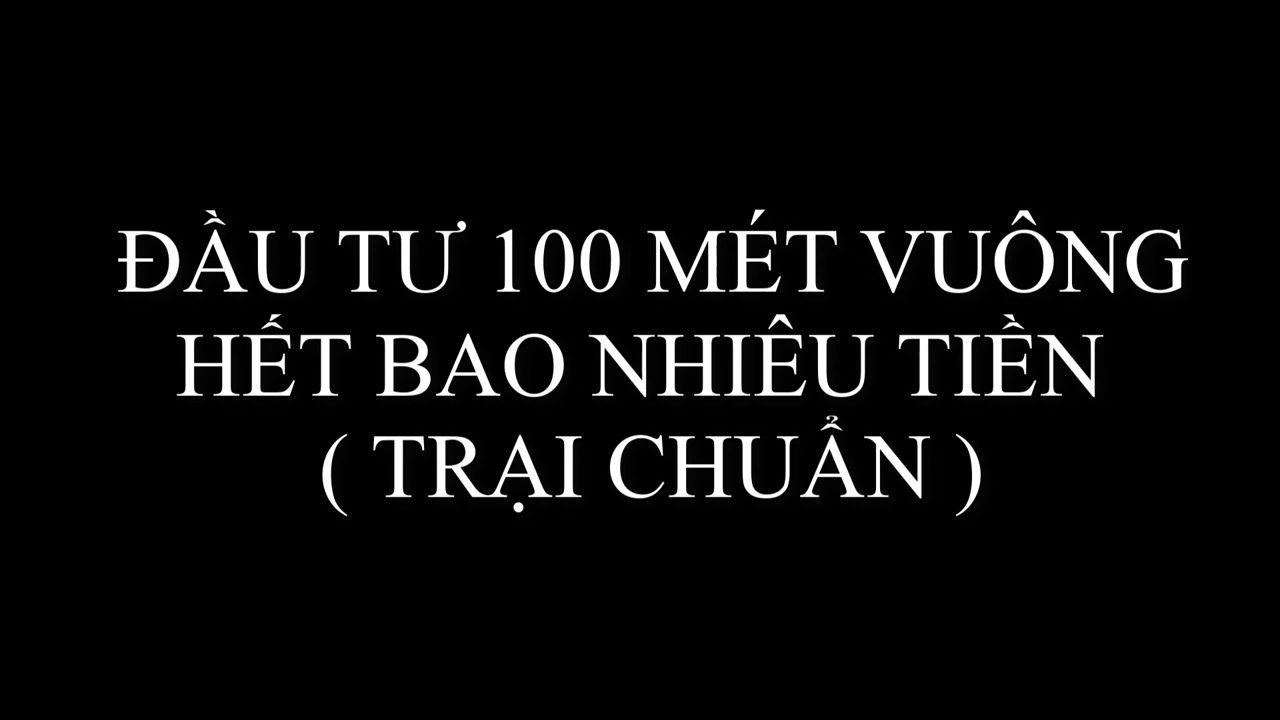 ĐẦU TƯ 100 MÉT VUÔNG
HẾT BAO NHIÊU TIỀN
( TRẠI CHUẨN )